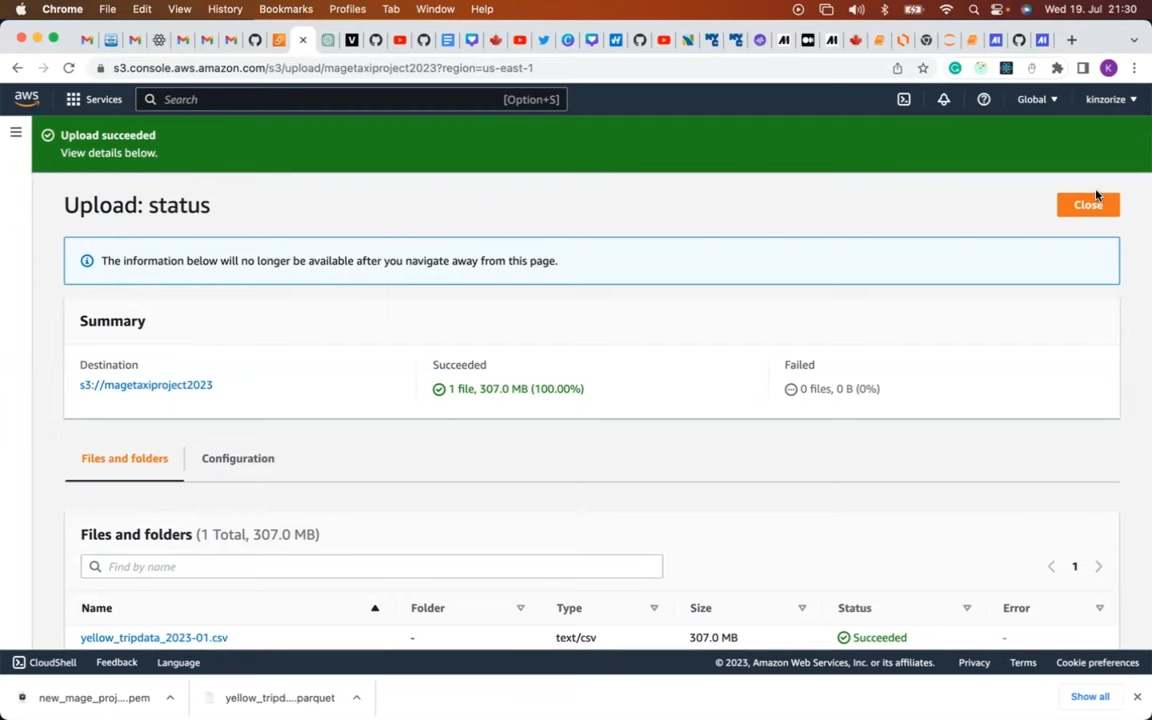 Chrome File Edit View History Bookmarks Profiles Tab Window Help Wed 19. Jul 21:30
s3.console.aws.amazon.com/s3/upload/magetaxiproject2023?region=us-east-1 K
aws Services Search [Option+S] Global kinzorize
Upload succeeded
View details below.
Upload: status Close
The information below will no longer be available after you navigate away from this page.
Summary
Destination Succeeded Failed
s3://magetaxiproject2023 1 file, 307.0 MB (100.00%) 0 files, 0 B (0%)
Files and folders Configuration
Files and folders (1 Total, 307.0 MB)
Find by name 1
Name Folder Type Size Status Error
yellow_tripdata_2023-01.csv - text/csv 307.0 MB Succeeded -
CloudShell Feedback Language © 2023, Amazon Web Services, Inc. or its affiliates. Privacy Terms Cookie preferences
new_mage_proj....pem yellow_tripd....parquet Show all